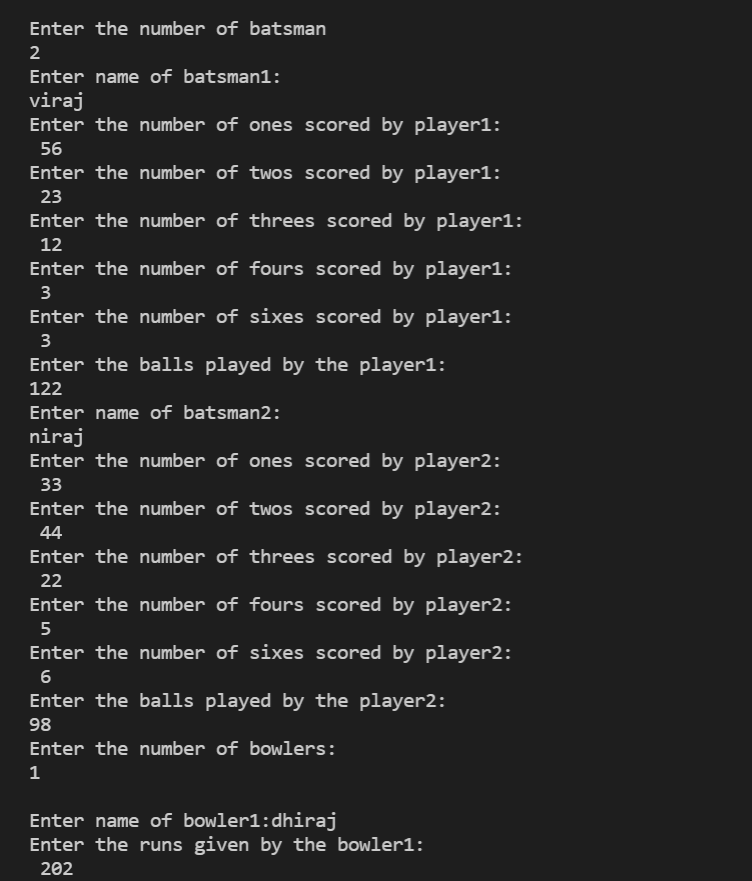 Enter the number of batsman
2
Enter name of batsman1:
viraj
Enter the number of ones scored by player1:
56
Enter the number of twos scored by player1:
23
Enter the number of threes scored by player1:
12
Enter the number of fours scored by player1:
3
Enter the number of sixes scored by player1:
3
Enter the balls played by the player1:
122
Enter name of batsman2:
niraj
Enter the number of ones scored by player2:
33
Enter the number of twos scored by player2:
44
Enter the number of threes scored by player2:
22
Enter the number of fours scored by player2:
5
Enter the number of sixes scored by player2:
6
Enter the balls played by the player2:
98
Enter the number of bowlers:
1
Enter name of bowler1:dhiraj
Enter the runs given by the bowler1:
202